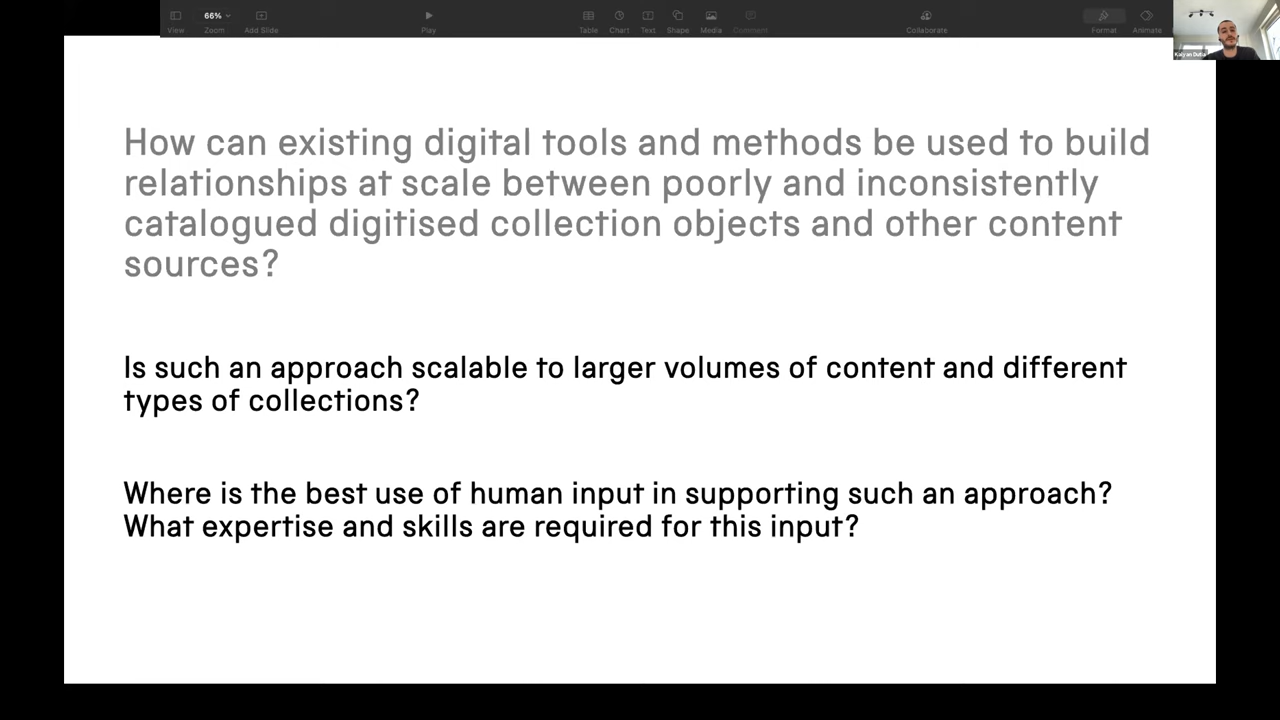 66%
View
Zoom
Add Slide
Play
Table
Chart
Text
Shape
Media
Comment
Collaborate
Format
Animate
How can existing digital tools and methods be used to build
relationships at scale between poorly and inconsistently
catalogued digitised collection objects and other content
sources?
Is such an approach scalable to larger volumes of content and different
types of collections?
Where is the best use of human input in supporting such an approach?
What expertise and skills are required for this input?